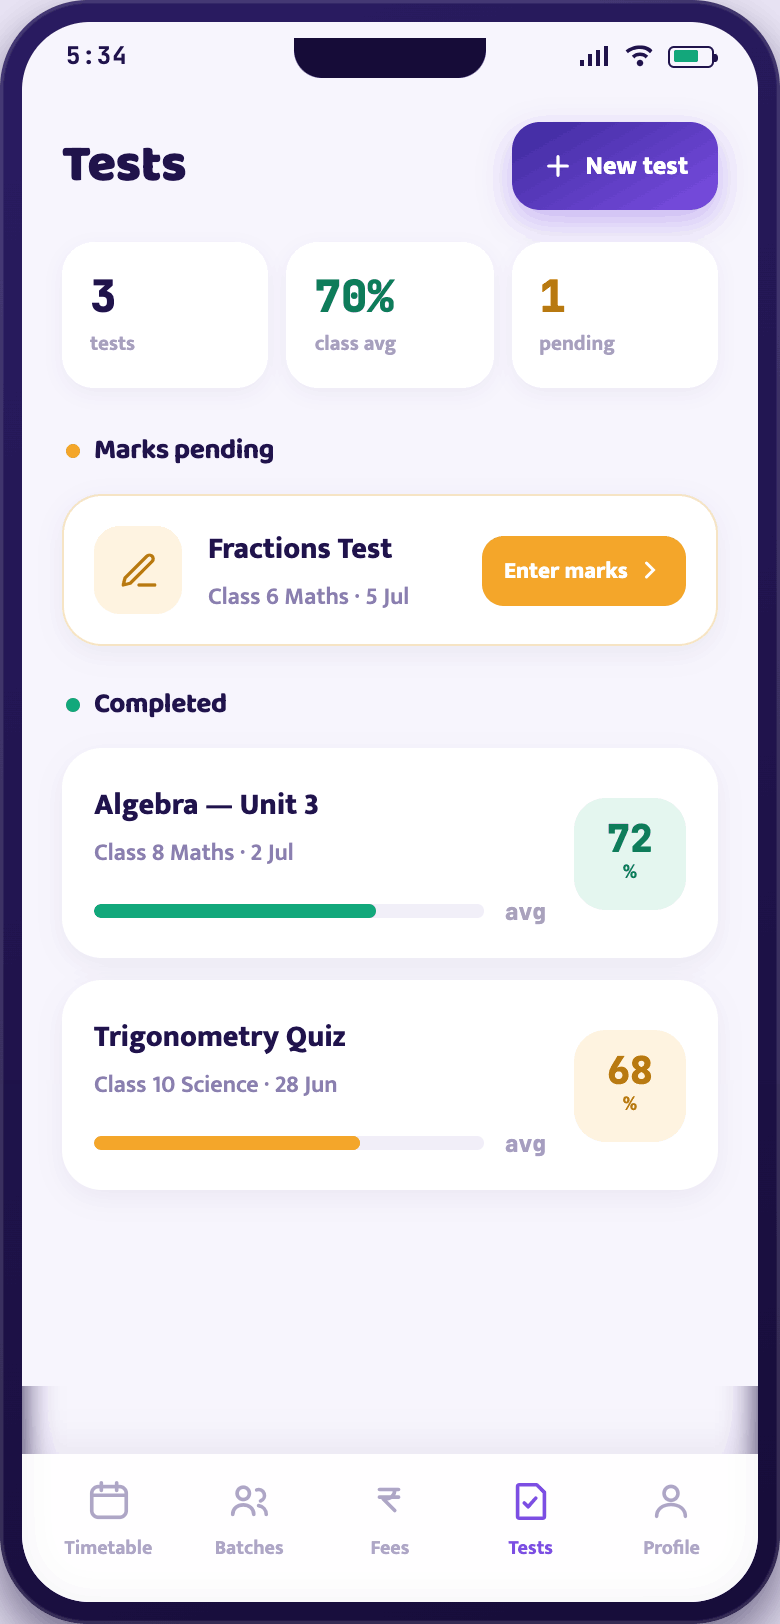 5:34
Tests
+ New test
3
tests
70%
class avg
1
pending
Marks pending
Fractions Test
Class 6 Maths · 5 Jul
Enter marks
Completed
Algebra — Unit 3
Class 8 Maths · 2 Jul
avg
72
%
Trigonometry Quiz
Class 10 Science · 28 Jun
avg
68
%
Timetable
Batches
₹
Fees
Tests
Profile